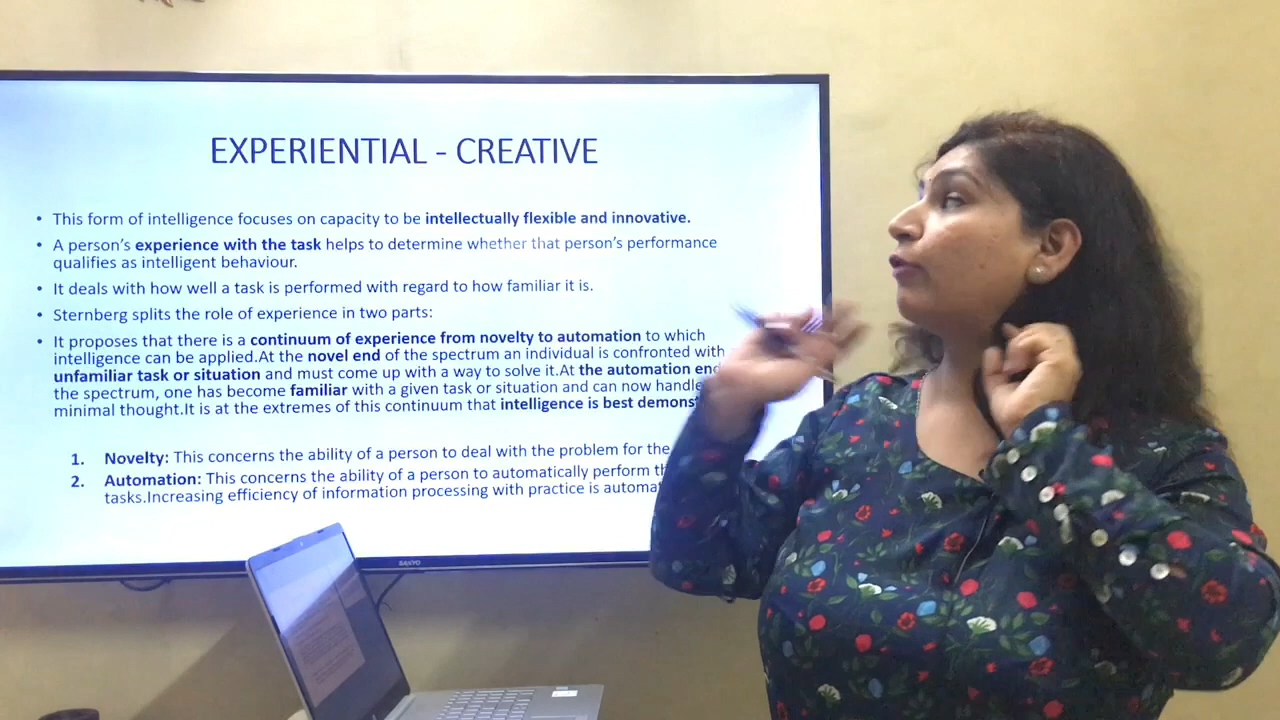 EXPERIENTIAL - CREATIVE
• This form of intelligence focuses on capacity to be intellectually flexible and innovative.
• A person's experience with the task helps to determine whether that person's performance
qualifies as intelligent behaviour.
• It deals with how well a task is performed with regard to how familiar it is.
• Sternberg splits the role of experience in two parts:
• It proposes that there is a continuum of experience from novelty to automation to which
intelligence can be applied.At the novel end of the spectrum an individual is confronted with
unfamiliar task or situation and must come up with a way to solve it.At the automation end
the spectrum, one has become familiar with a given task or situation and can now handle
minimal thought.It is at the extremes of this continuum that intelligence is best
1. Novelty: This concerns the ability of a person to deal with the problem for the
2. Automation: This concerns the ability of a person to automatically perform
tasks.Increasing efficiency of information processing with practice is
SANYO